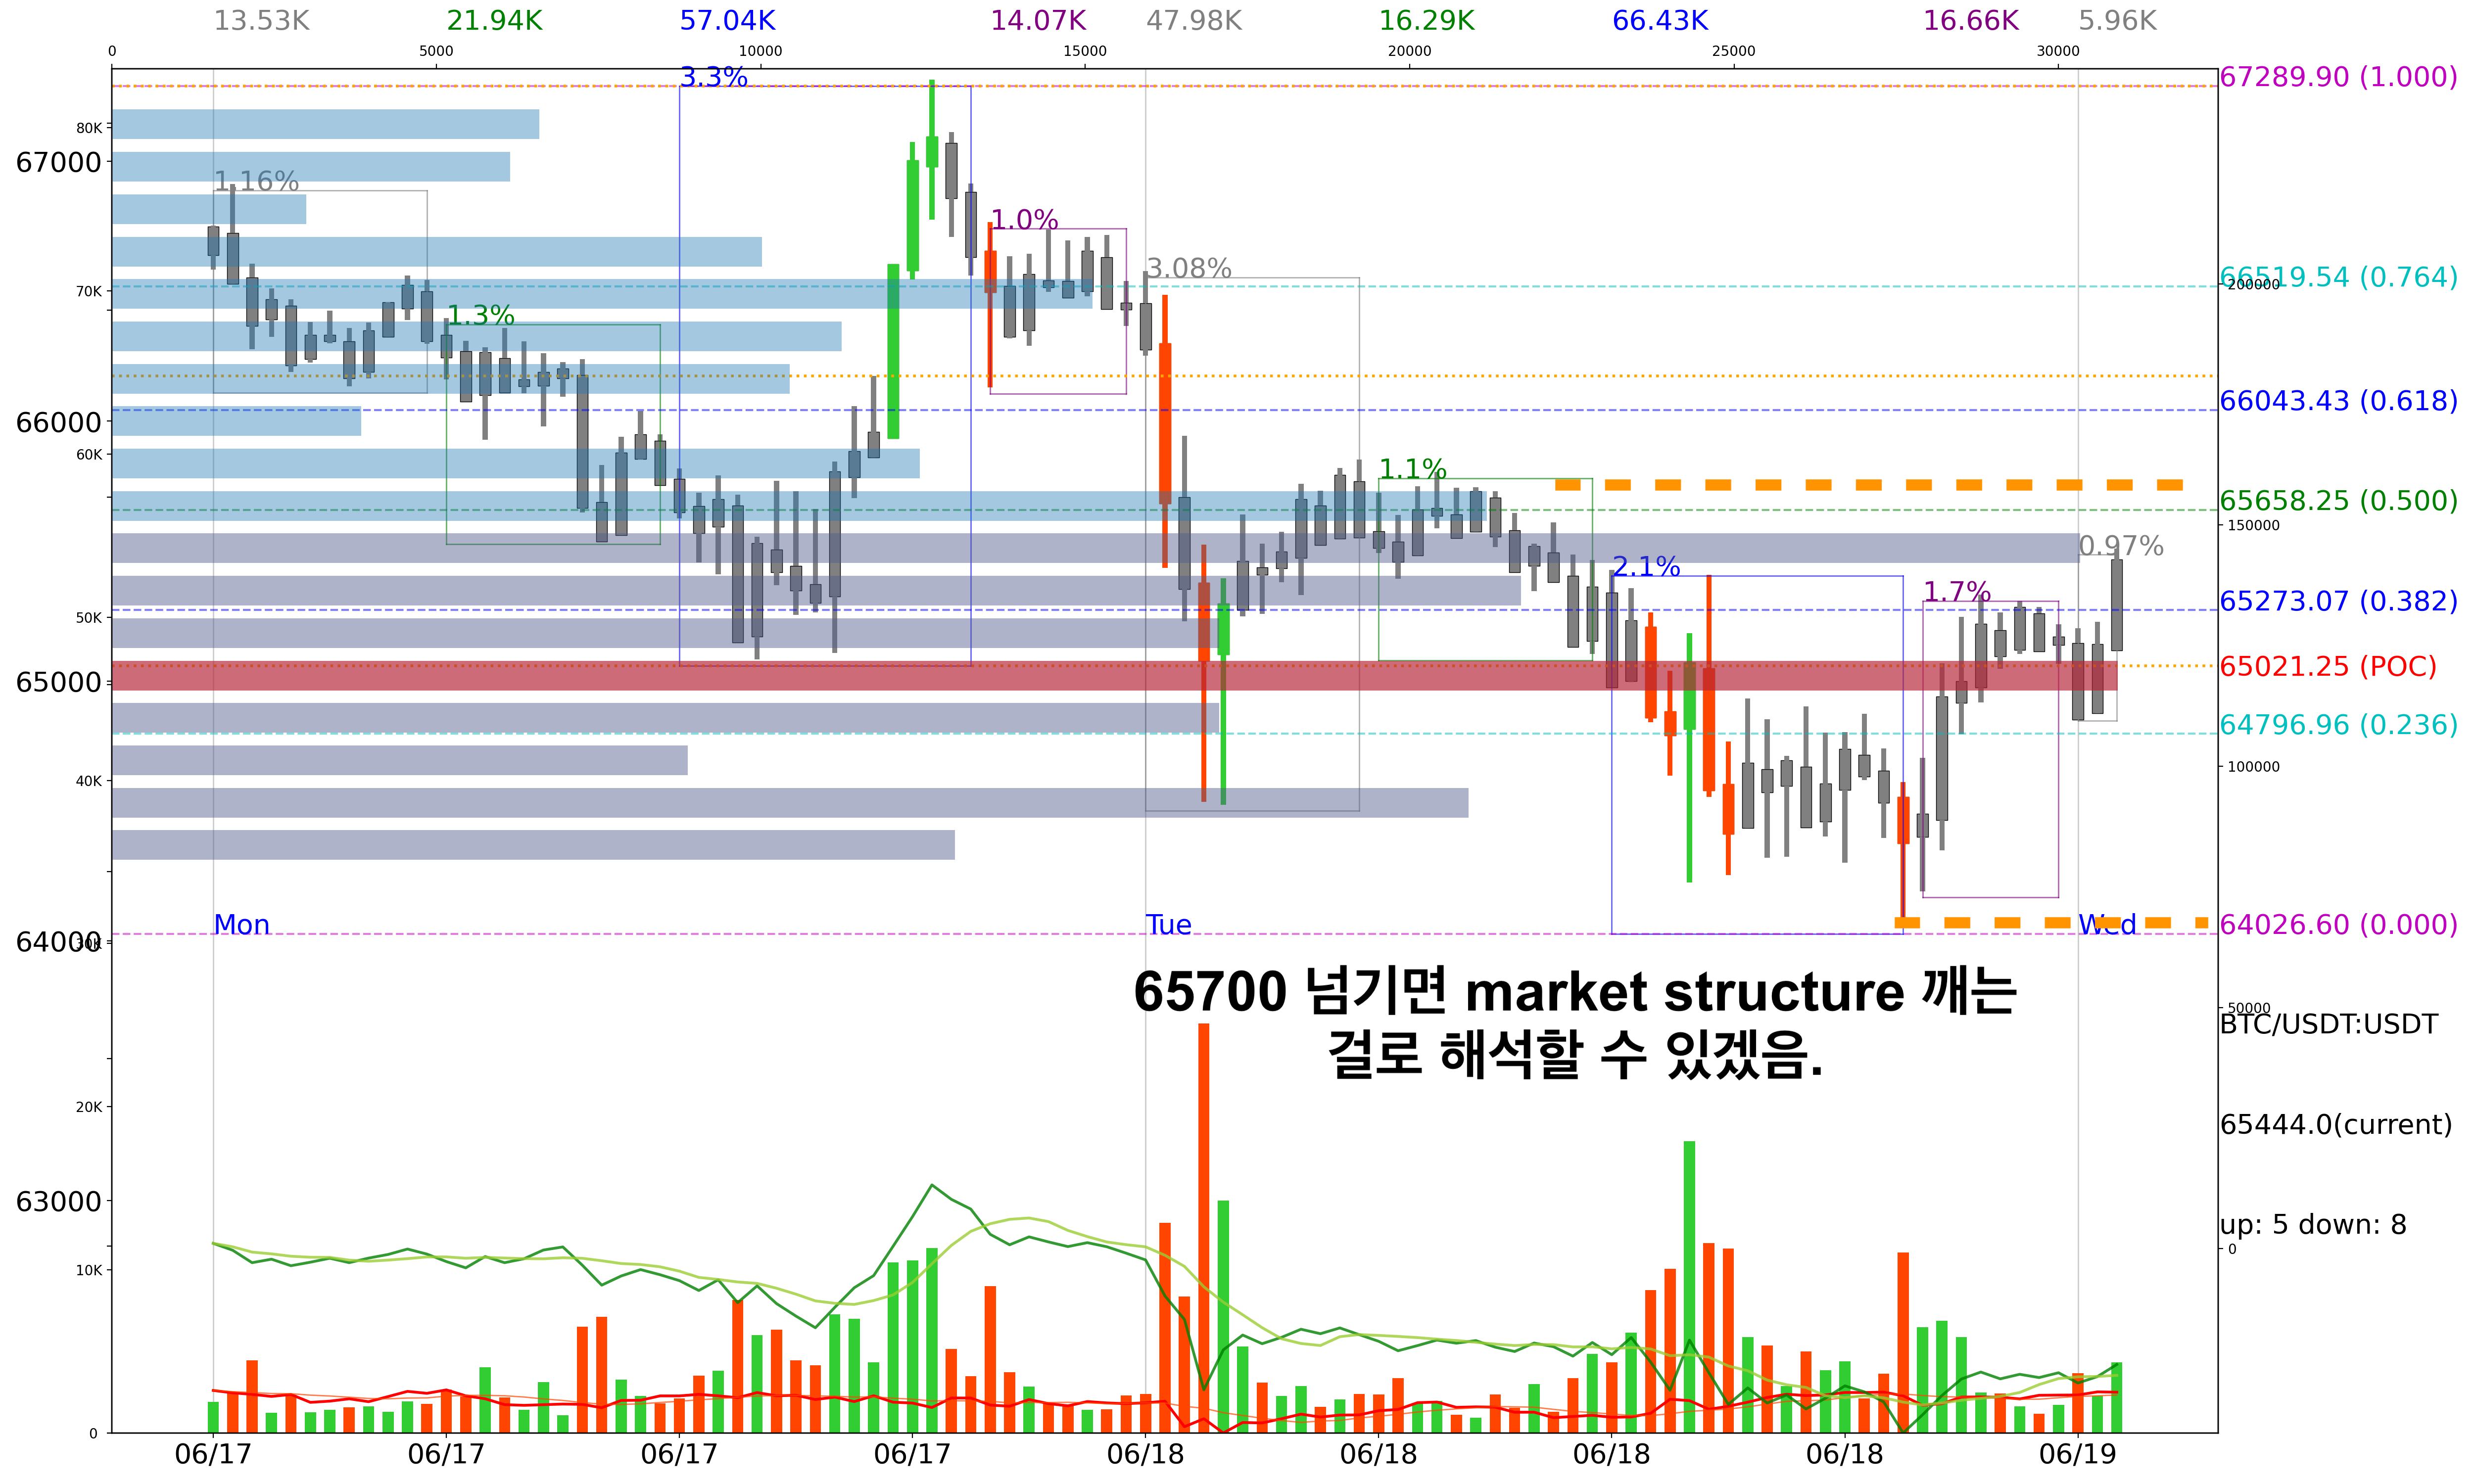 13.53K 21.94K 57.04K 14.07K 47.98K 16.29K 66.43K 16.66K 5.96K
0 5000 10000 15000 20000 25000 30000
3.3%
67289.90 (1.000)
80K
67000
1.16%
1.0%
3.08%
66519.54 (0.764)
200000
70K
1.3%
66043.43 (0.618)
66000
60K
1.1%
65658.25 (0.500)
150000
0.97%
2.1%
1.7%
65273.07 (0.382)
50K
65021.25 (POC)
65000
64796.96 (0.236)
100000
40K
Mon Tue Wed
64026.60 (0.000)
64000
30K
65700 넘기면 market structure 깨는
걸로 해석할 수 있겠음.
50000
BTC/USDT:USDT
20K
65444.0(current)
63000
up: 5 down: 8
0
10K
0
06/17 06/17 06/17 06/17 06/18 06/18 06/18 06/18 06/19